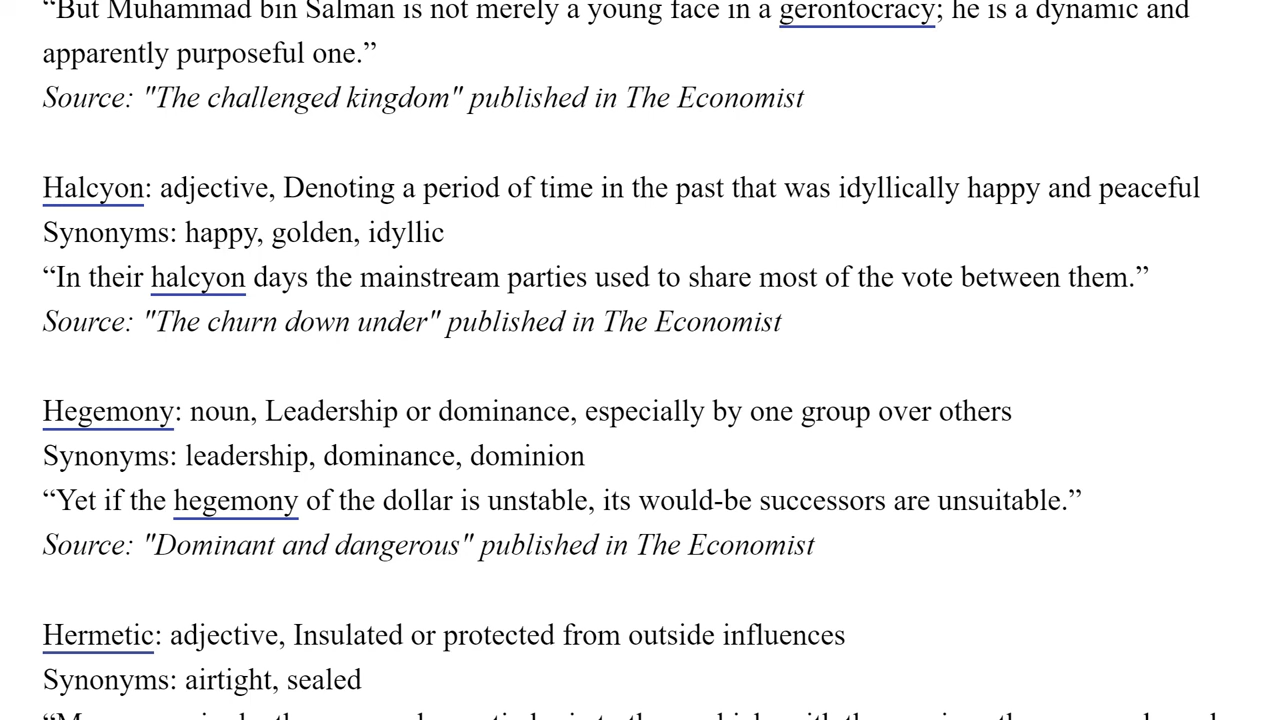 “But Muhammad bin Salman is not merely a young face in a gerontocracy; he is a dynamic and
apparently purposeful one.”
Source: "The challenged kingdom" published in The Economist
Halcyon: adjective, Denoting a period of time in the past that was idyllically happy and peaceful
Synonyms: happy, golden, idyllic
“In their halcyon days the mainstream parties used to share most of the vote between them.”
Source: "The churn down under" published in The Economist
Hegemony: noun, Leadership or dominance, especially by one group over others
Synonyms: leadership, dominance, dominion
“Yet if the hegemony of the dollar is unstable, its would-be successors are unsuitable.”
Source: "Dominant and dangerous" published in The Economist
Hermetic: adjective, Insulated or protected from outside influences
Synonyms: airtight, sealed